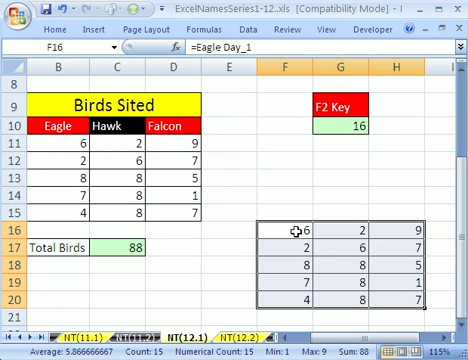 ExcelNamesSeries1-12..xls [Compatibility Mode] -
Home Insert Page Layout Formulas Data Review View Developer
F16 =Eagle Day_1
B C D E F G H
8
9 Birds Sited F2 Key
10 Eagle Hawk Falcon 16
11 6 2 9
12 2 6 7
13 8 8 5
14 7 8 1
15 4 8 7
16 6 2 9
17 Total Birds 88 2 6 7
18 8 8 5
19 7 8 1
20 4 8 7
21
NT(11.1) NT(11.2) NT(12.1) NT(12.2)
Average: 5.866666667 Count: 15 Numerical Count: 15 Min: 1 Max: 9 Sum: 88 115%